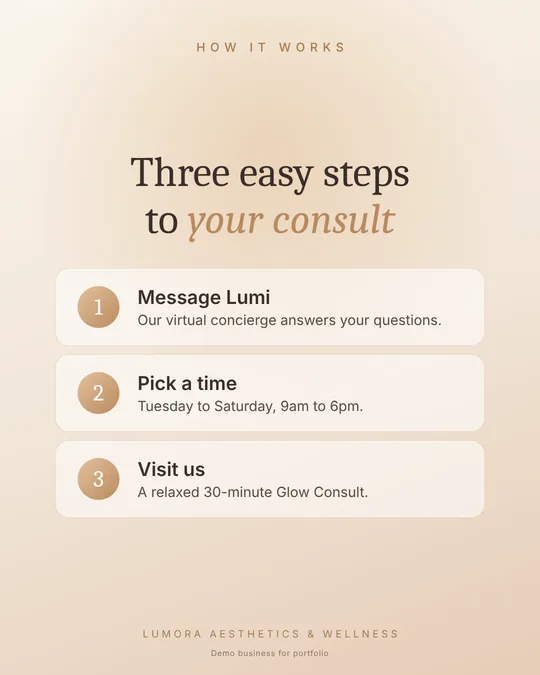 HOW IT WORKS
Three easy steps
to your consult
1
Message Lumi
Our virtual concierge answers your questions.
2
Pick a time
Tuesday to Saturday, 9am to 6pm.
3
Visit us
A relaxed 30-minute Glow Consult.
LUMORA AESTHETICS & WELLNESS
Demo business for portfolio